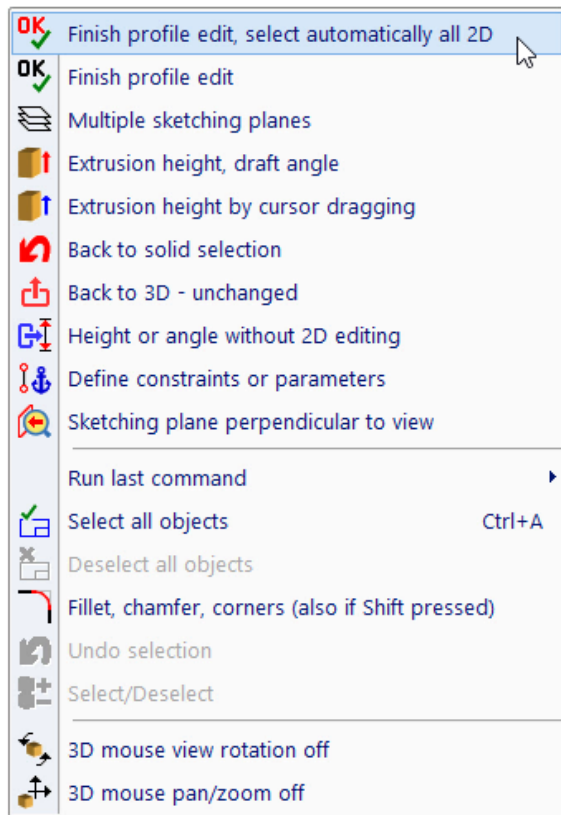 OK Finish profile edit, select automatically all 2D
OK Finish profile edit
Multiple sketching planes
Extrusion height, draft angle
Extrusion height by cursor dragging
Back to solid selection
Back to 3D - unchanged
Height or angle without 2D editing
Define constraints or parameters
Sketching plane perpendicular to view
Run last command
Select all objects Ctrl+A
Deselect all objects
Fillet, chamfer, corners (also if Shift pressed)
Undo selection
Select/Deselect
3D mouse view rotation off
3D mouse pan/zoom off